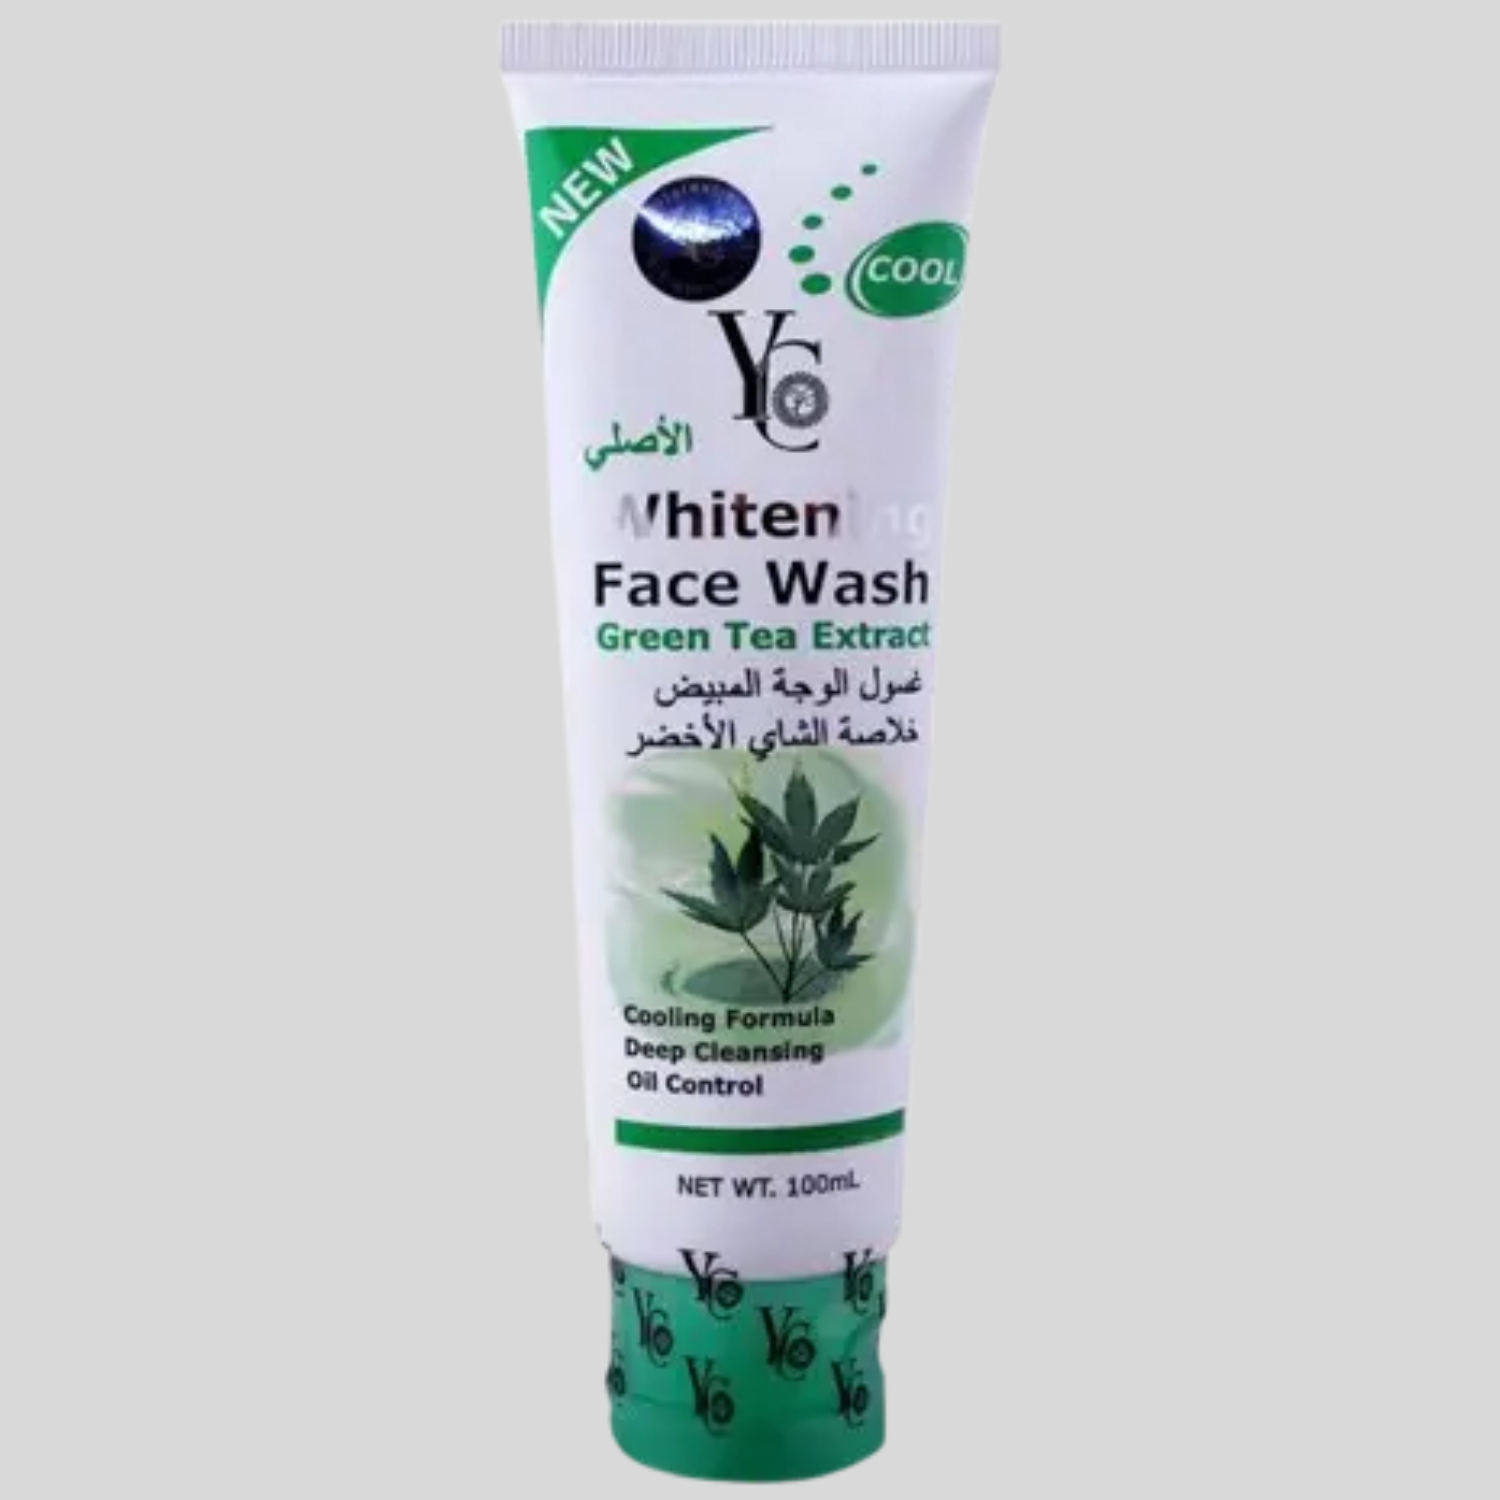 NEW
COOL
YC
الأصلي
Whitening
Face Wash
Green Tea Extract
غسول الوجة المبيض
خلاصة الشاي الأخضر
Cooling Formula
Deep Cleansing
Oil Control
NET WT. 100mL
YC
YC
YC
YC
YC
YC